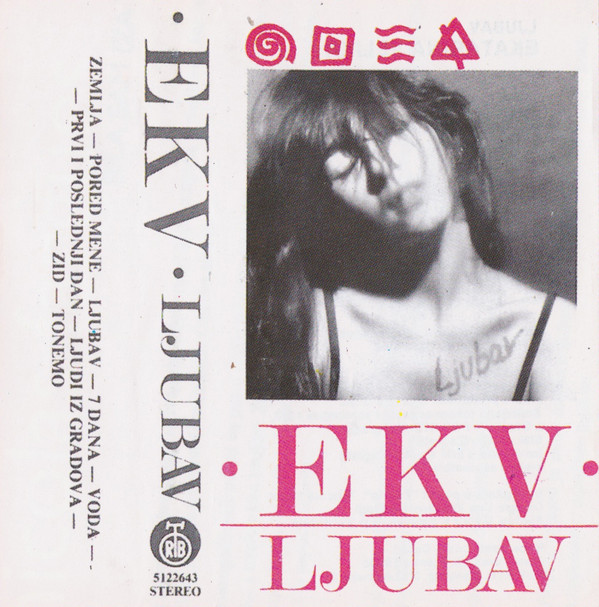 ZEMLJA — PORED MENE — LJUBAV — 7 DANA — VODA —
— PRVI I POSLEDNJI DAN — LJUDI IZ GRADOVA —
— ZID — TONEMO
· EKV · LJUBAV
RTB
5122643
STEREO
Ljubav
· EKV ·
LJUBAV